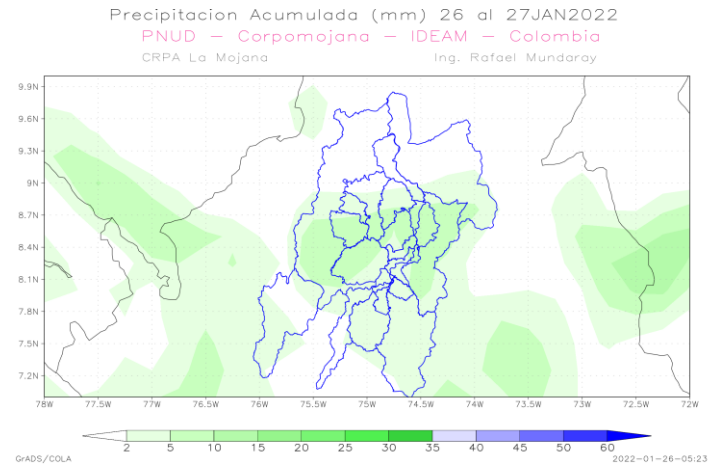 Precipitacion Acumulada (mm) 26 al 27JAN2022
PNUD — Corpomojana — IDEAM — Colombia
CRPA La Mojana Ing. Rafael Mundaray
9.9N
9.6N
9.3N
9N
8.7N
8.4N
8.1N
7.8N
7.5N
7.2N
78W 77.5W 77W 76.5W 76W 75.5W 75W 74.5W 74W 73.5W 73W 72.5W 72W
2 5 10 15 20 25 30 35 40 45 50 60
GrADS/COLA 2022-01-26-05:23